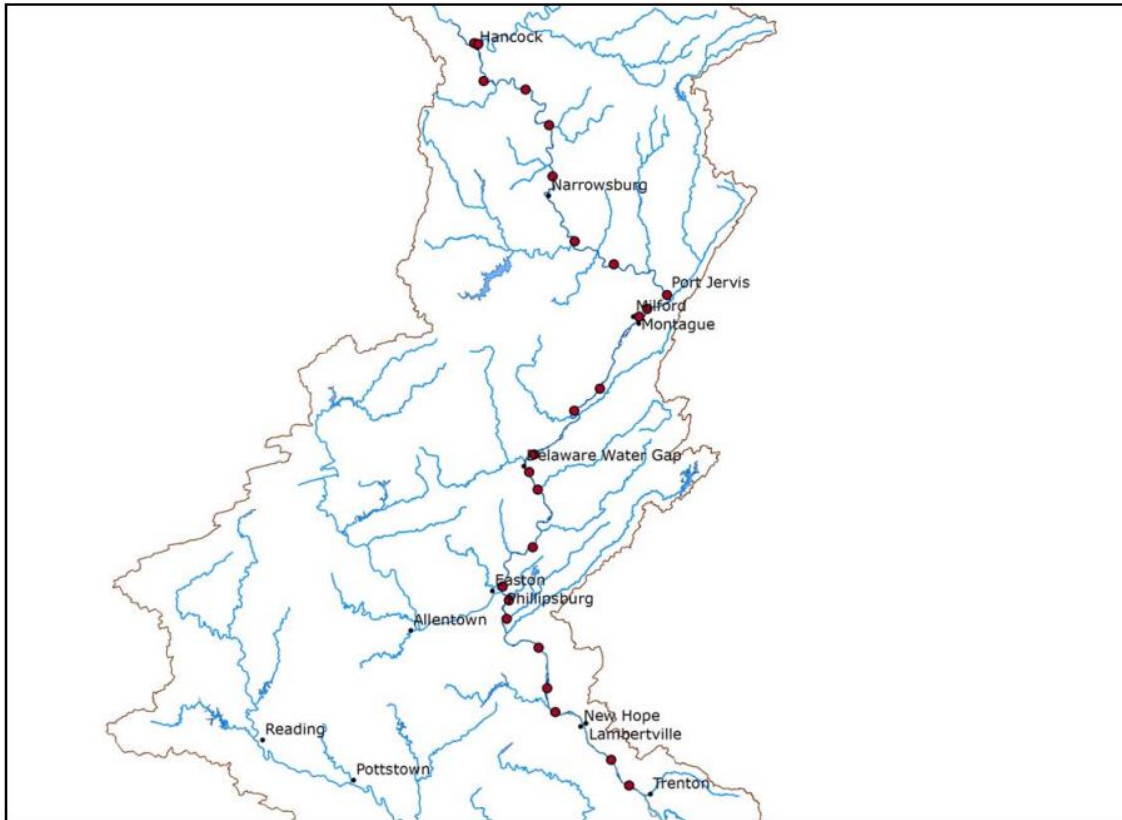 Hancock
Narrowsburg
Port Jervis
Milford
Montague
Delaware Water Gap
Easton
Phillipsburg
Allentown
New Hope
Lambertville
Reading
Pottstown
Trenton